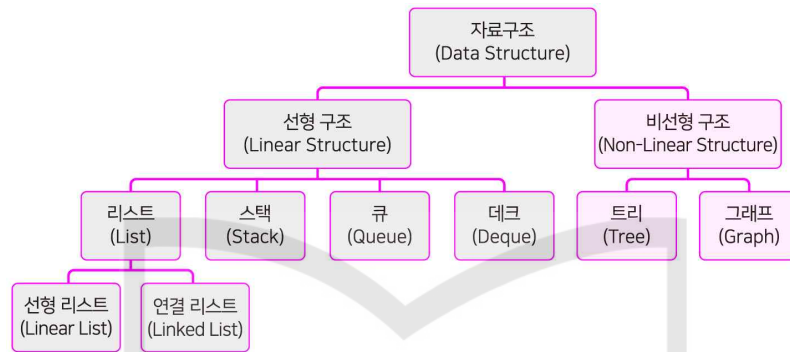 자료구조
(Data Structure)
선형 구조
(Linear Structure)
비선형 구조
(Non-Linear Structure)
리스트
(List)
스택
(Stack)
큐
(Queue)
데크
(Deque)
트리
(Tree)
그래프
(Graph)
선형 리스트
(Linear List)
연결 리스트
(Linked List)